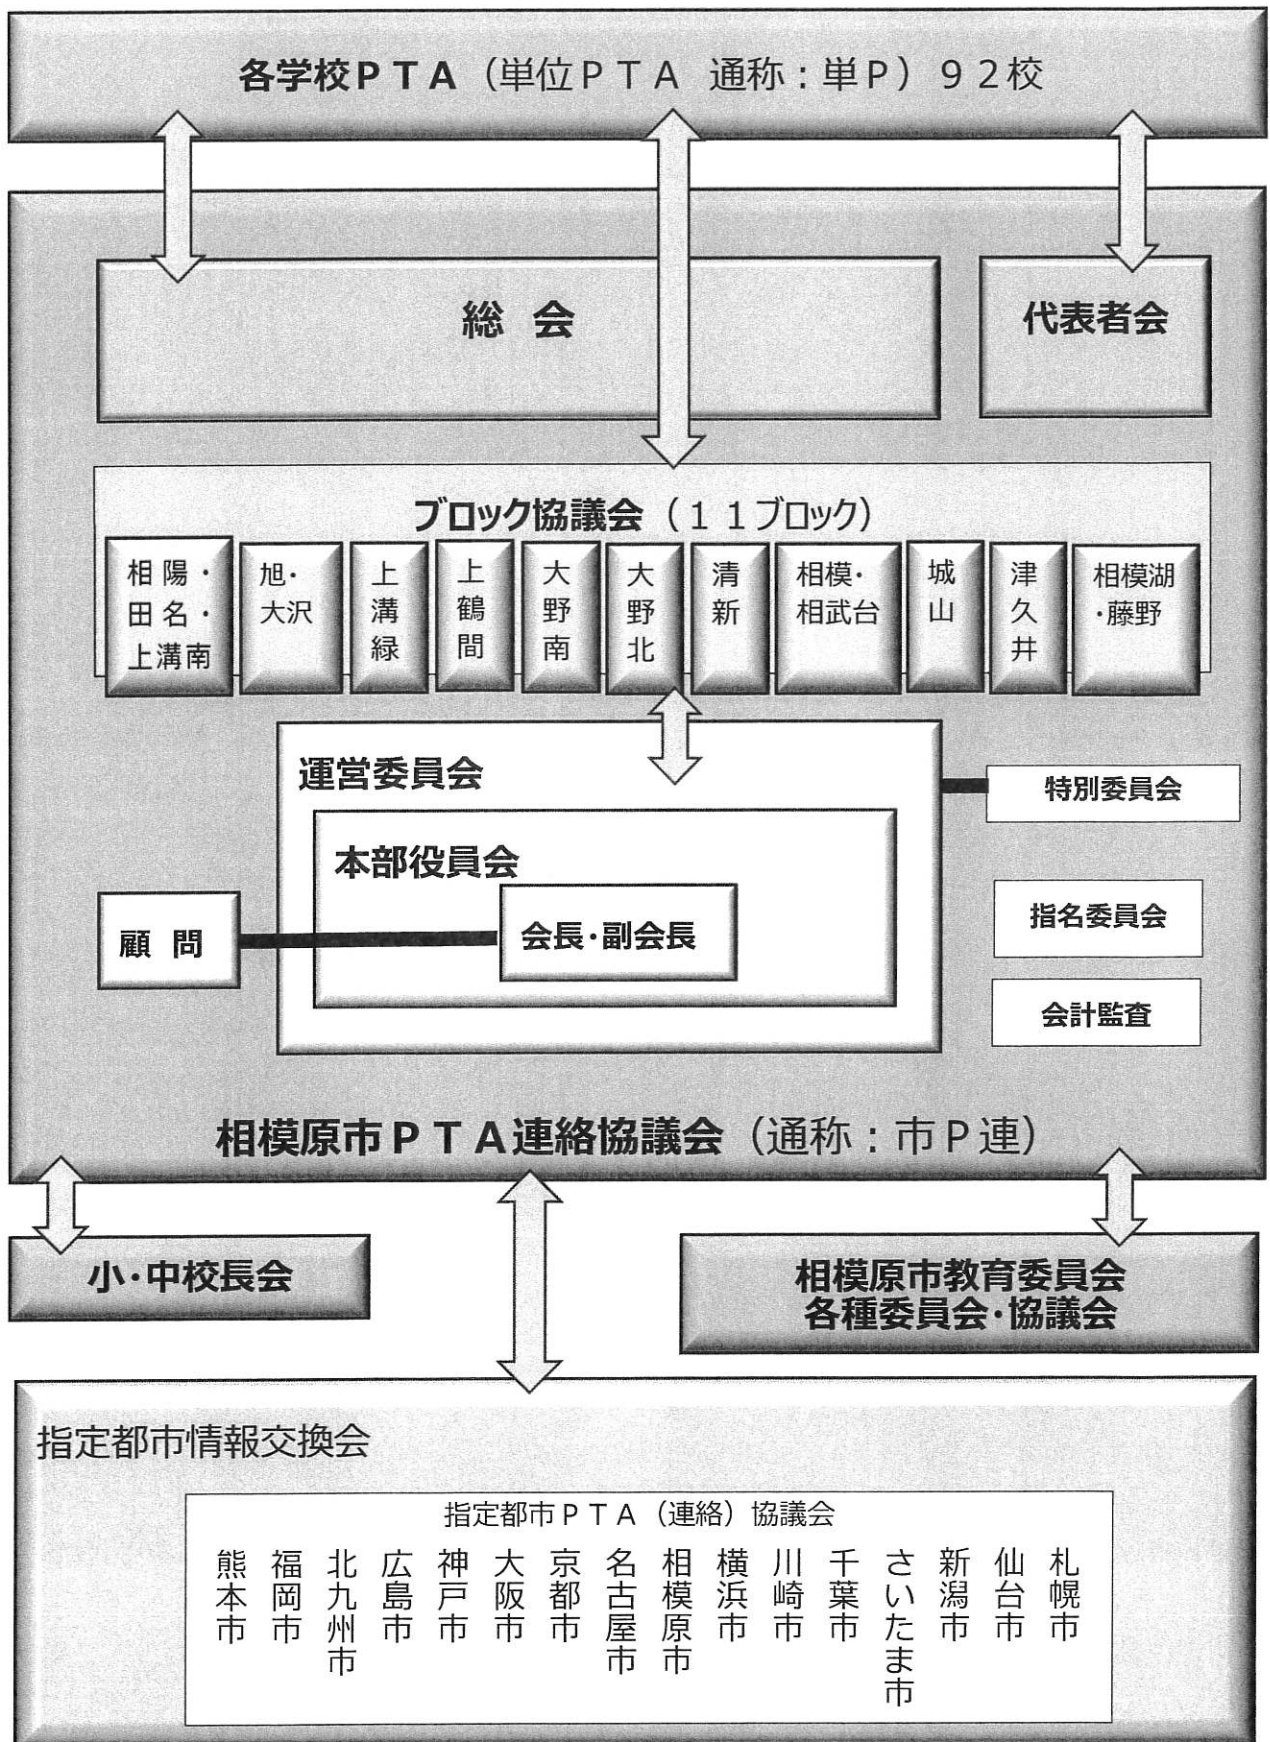 各学校PTA（単位PTA 通称：単P）92校
総 会
代表者会
ブロック協議会（11ブロック）
相陽・
田名・
上溝南
旭・
大沢
上溝緑
上鶴間
大野南
大野北
清新
相模・
相武台
城山
津久井
相模湖
・藤野
運営委員会
特別委員会
本部役員会
顧 問
会長・副会長
指名委員会
会計監査
相模原市PTA連絡協議会（通称：市P連）
小・中校長会
相模原市教育委員会
各種委員会・協議会
指定都市情報交換会
指定都市PTA（連絡）協議会
熊本市
福岡市
北九州市
広島市
神戸市
大阪市
京都市
名古屋市
相模原市
横浜市
川崎市
千葉市
さいたま市
新潟市
仙台市
札幌市